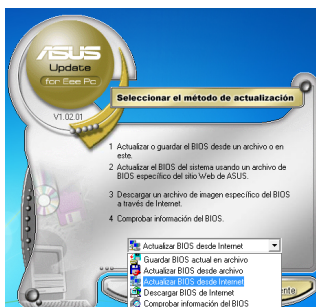 ASUS
Update
for Eee Pc
V1.02.01
Seleccionar el método de actualización
1 Actualizar o guardar el BIOS desde un archivo o en
este.
2 Actualizar el BIOS del sistema usando un archivo de
BIOS específico del sitio Web de ASUS.
3 Descargar un archivo de imagen específico del BIOS
a través de Internet.
4 Comprobar información del BIOS.
Actualizar BIOS desde Internet
Guardar BIOS actual en archivo
Actualizar BIOS desde archivo
Actualizar BIOS desde Internet
Descargar BIOS de Internet
Comprobar información del BIOS